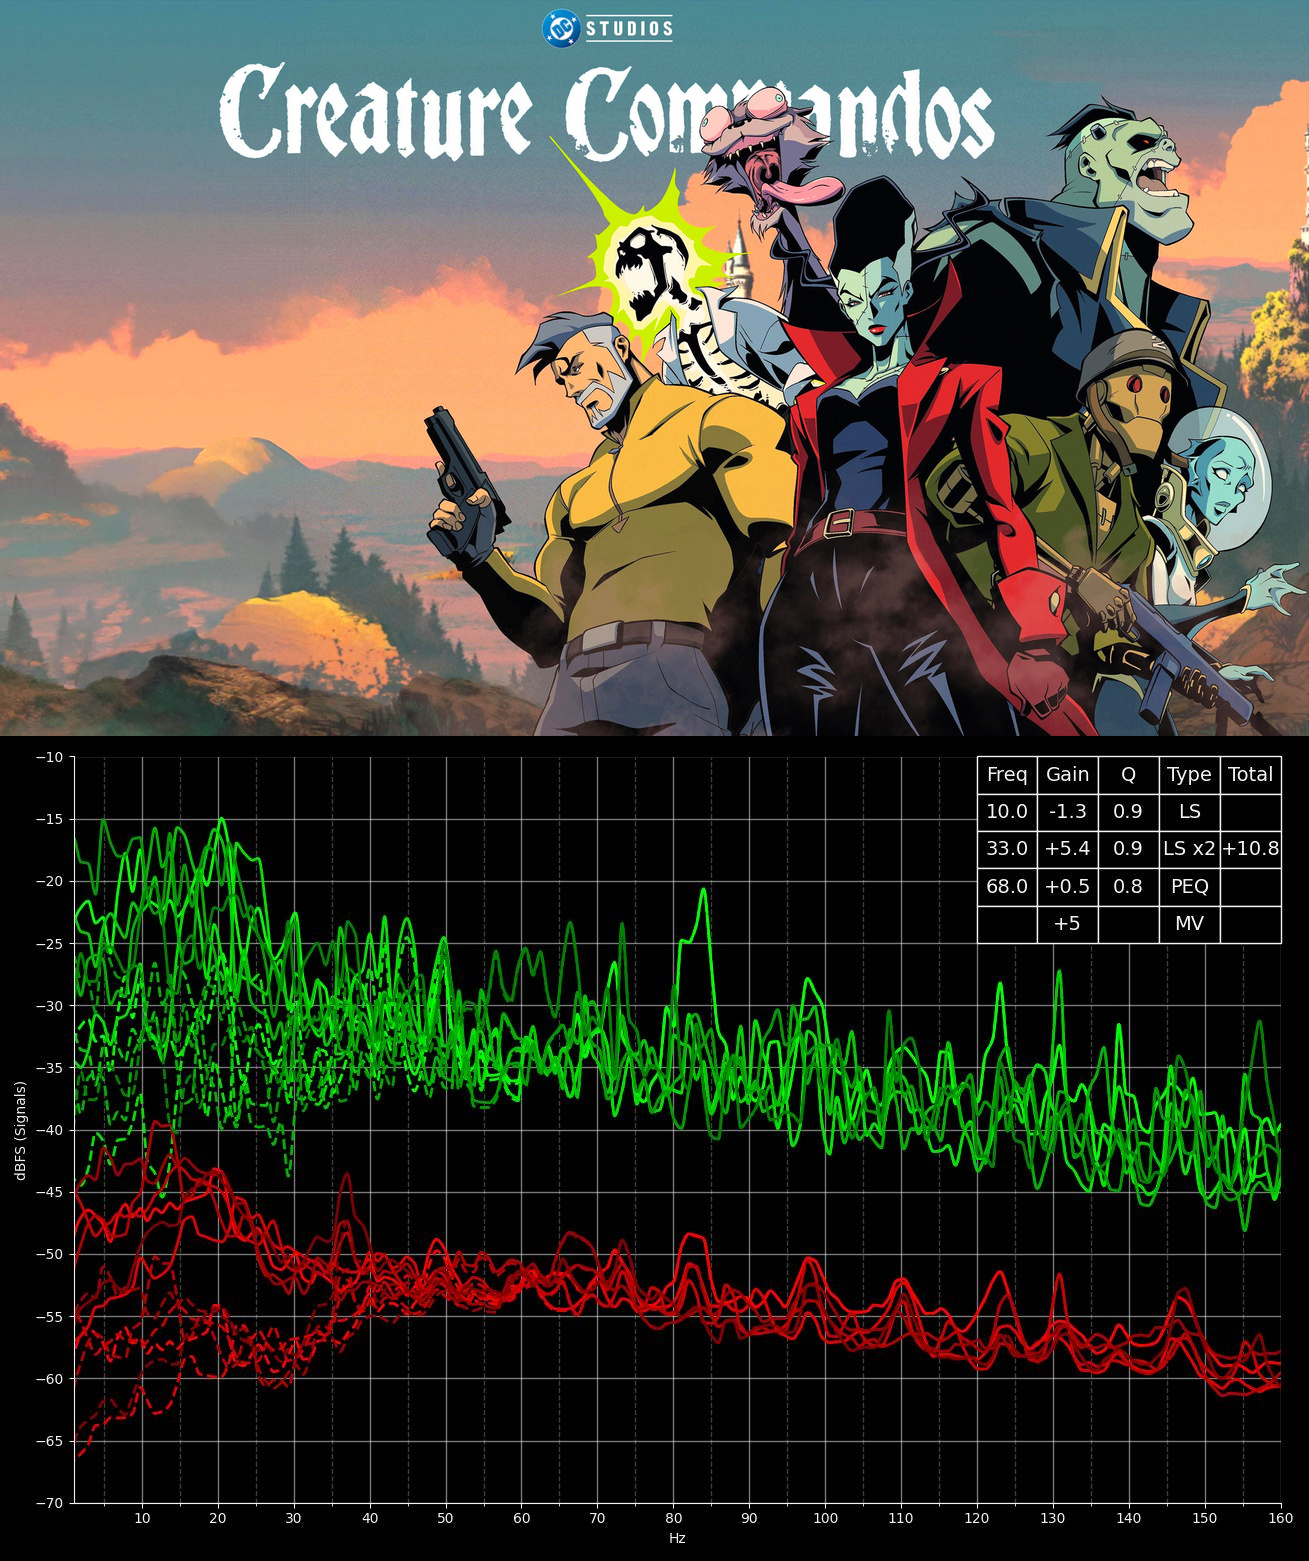 DC STUDIOS
Creature Commandos
Freq Gain Q Type Total
10.0 -1.3 0.9 LS
33.0 +5.4 0.9 LS x2 +10.8
68.0 +0.5 0.8 PEQ
+5 MV
−10
−15
−20
−25
−30
−35
−40
−45
−50
−55
−60
−65
−70
dBFS (Signals)
10 20 30 40 50 60 70 80 90 100 110 120 130 140 150 160
Hz